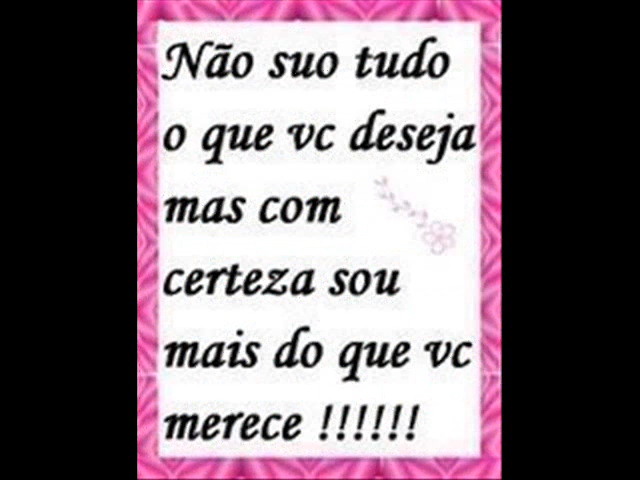 Não suo tudo
o que vc deseja
mas com
certeza sou
mais do que vc
merece !!!!!!